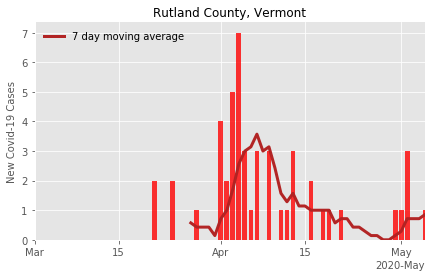 Rutland County, Vermont
7 day moving average
New Covid-19 Cases
7
6
5
4
3
2
1
0
Mar 15 Apr 15 May
2020-May